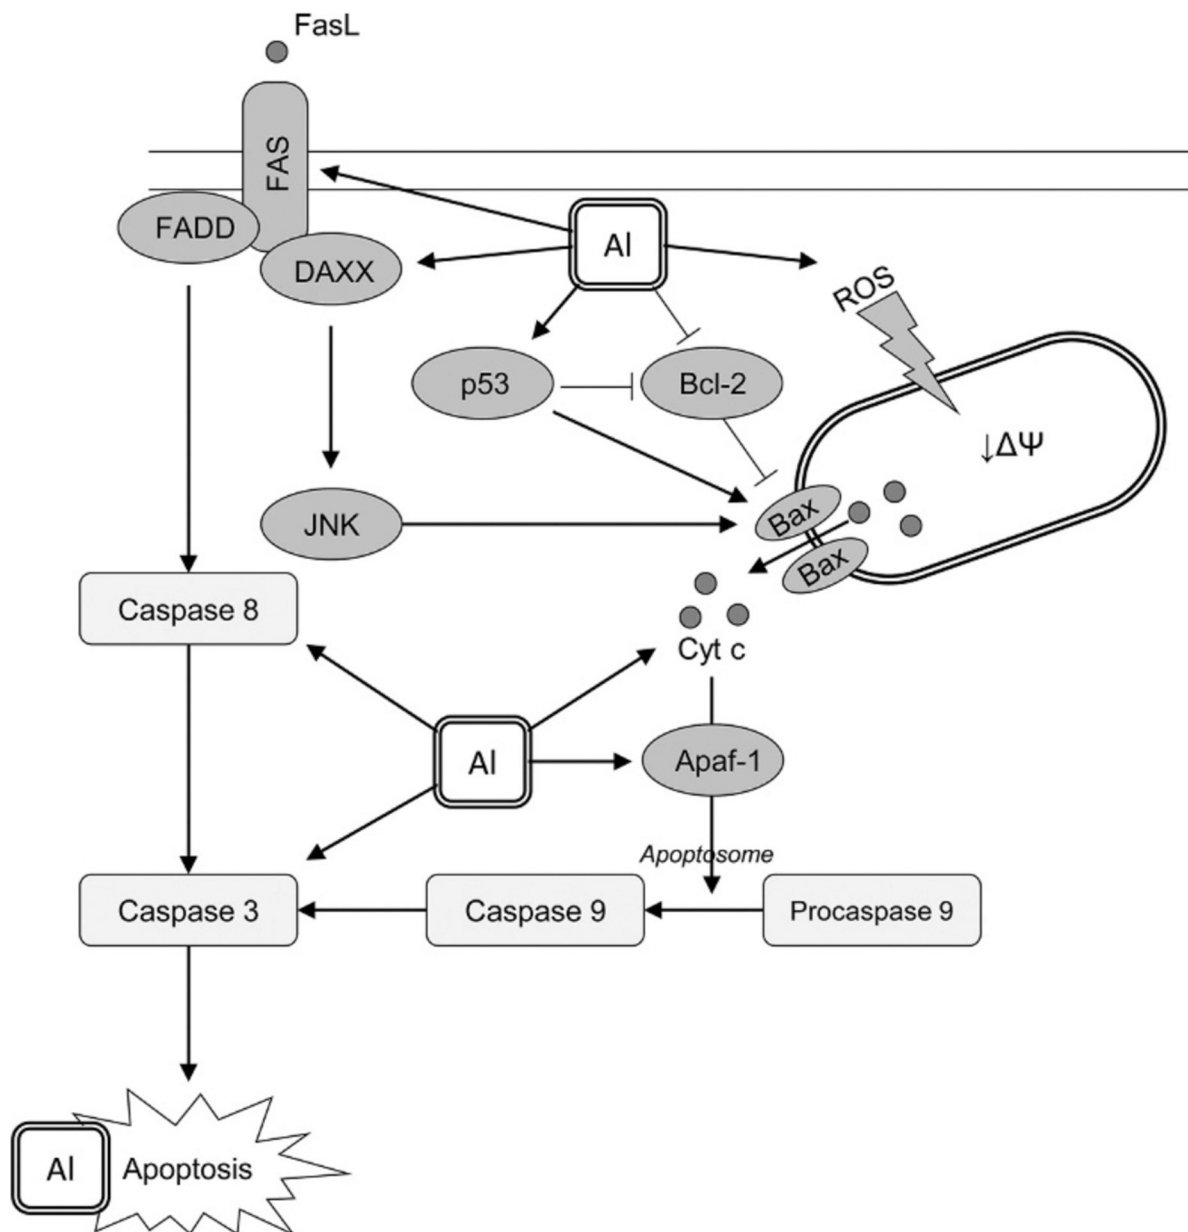 FasL
FAS
FADD
Al
DAXX
ROS
p53
Bcl-2
↓ΔΨ
JNK
Bax
Bax
Caspase 8
Cyt c
Al
Apaf-1
Apoptosome
Caspase 3
Caspase 9
Procaspase 9
Al
Apoptosis